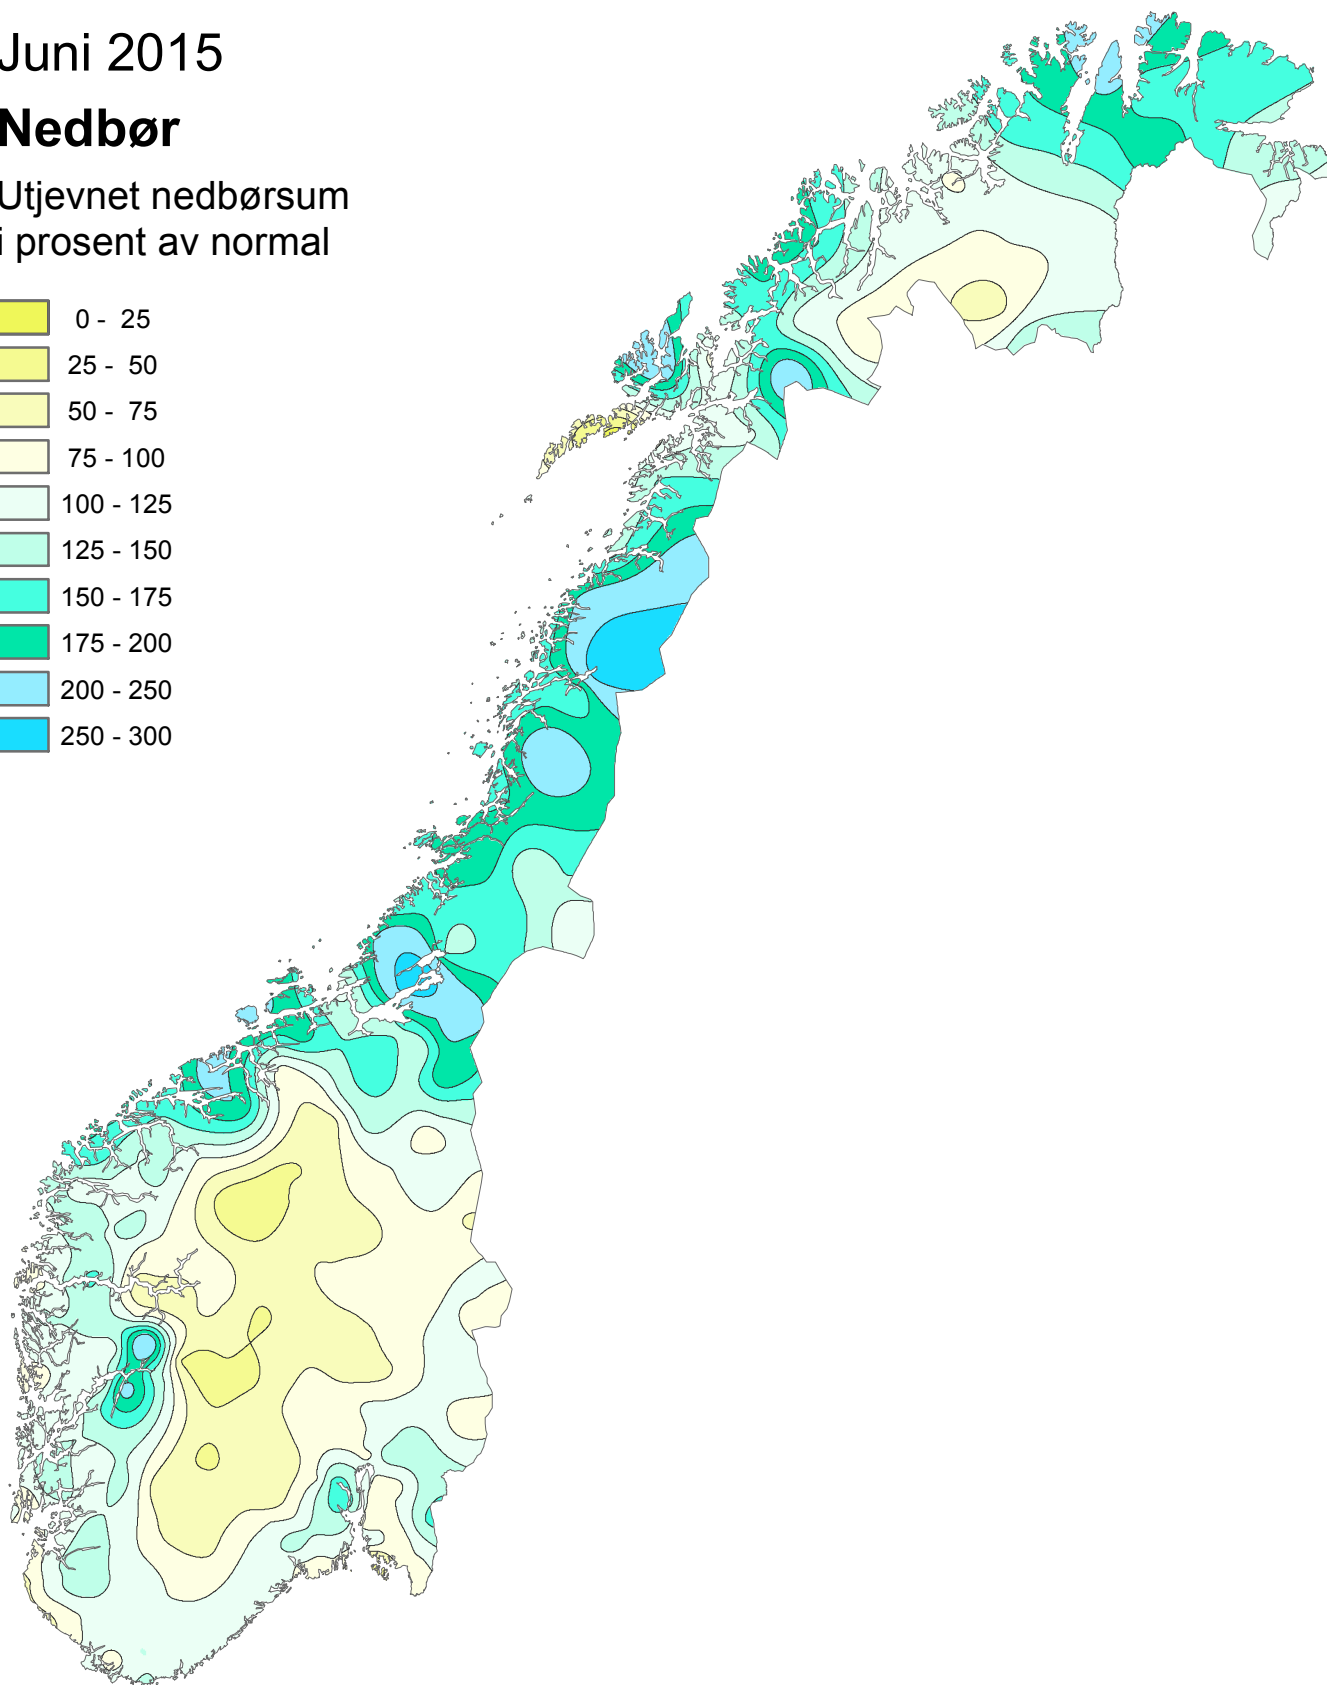 Juni 2015
Nedbør
Utjevnet nedbørsum
i prosent av normal
0 - 25
25 - 50
50 - 75
75 - 100
100 - 125
125 - 150
150 - 175
175 - 200
200 - 250
250 - 300